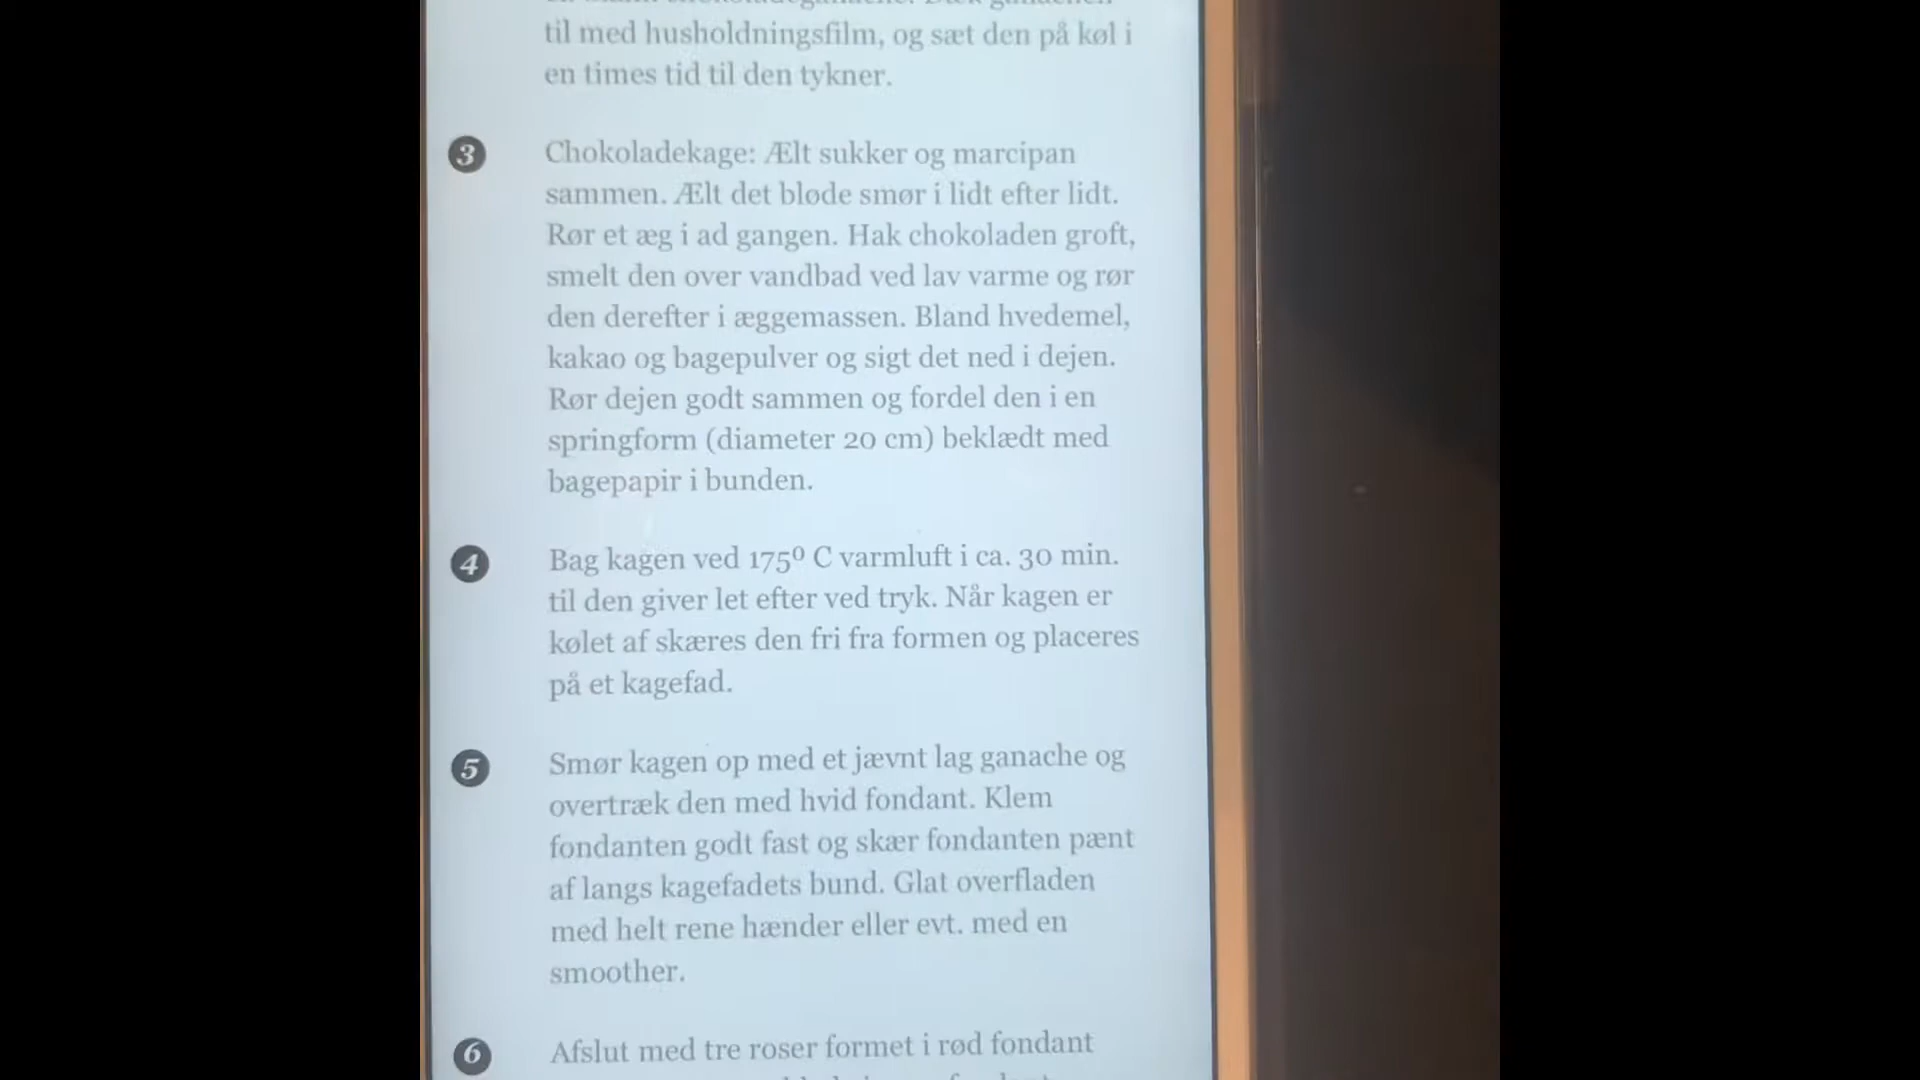 til med husholdningsfilm, og sæt den på køl i
en times tid til den tykner.
3 Chokoladekage: Ælt sukker og marcipan
sammen. Ælt det bløde smør i lidt efter lidt.
Rør et æg i ad gangen. Hak chokoladen groft,
smelt den over vandbad ved lav varme og rør
den derefter i æggemassen. Bland hvedemel,
kakao og bagepulver og sigt det ned i dejen.
Rør dejen godt sammen og fordel den i en
springform (diameter 20 cm) beklædt med
bagepapir i bunden.
4 Bag kagen ved 175⁰ C varmluft i ca. 30 min.
til den giver let efter ved tryk. Når kagen er
kølet af skæres den fri fra formen og placeres
på et kagefad.
5 Smør kagen op med et jævnt lag ganache og
overtræk den med hvid fondant. Klem
fondanten godt fast og skær fondanten pænt
af langs kagefadets bund. Glat overfladen
med helt rene hænder eller evt. med en
smoother.
6 Afslut med tre roser formet i rød fondant